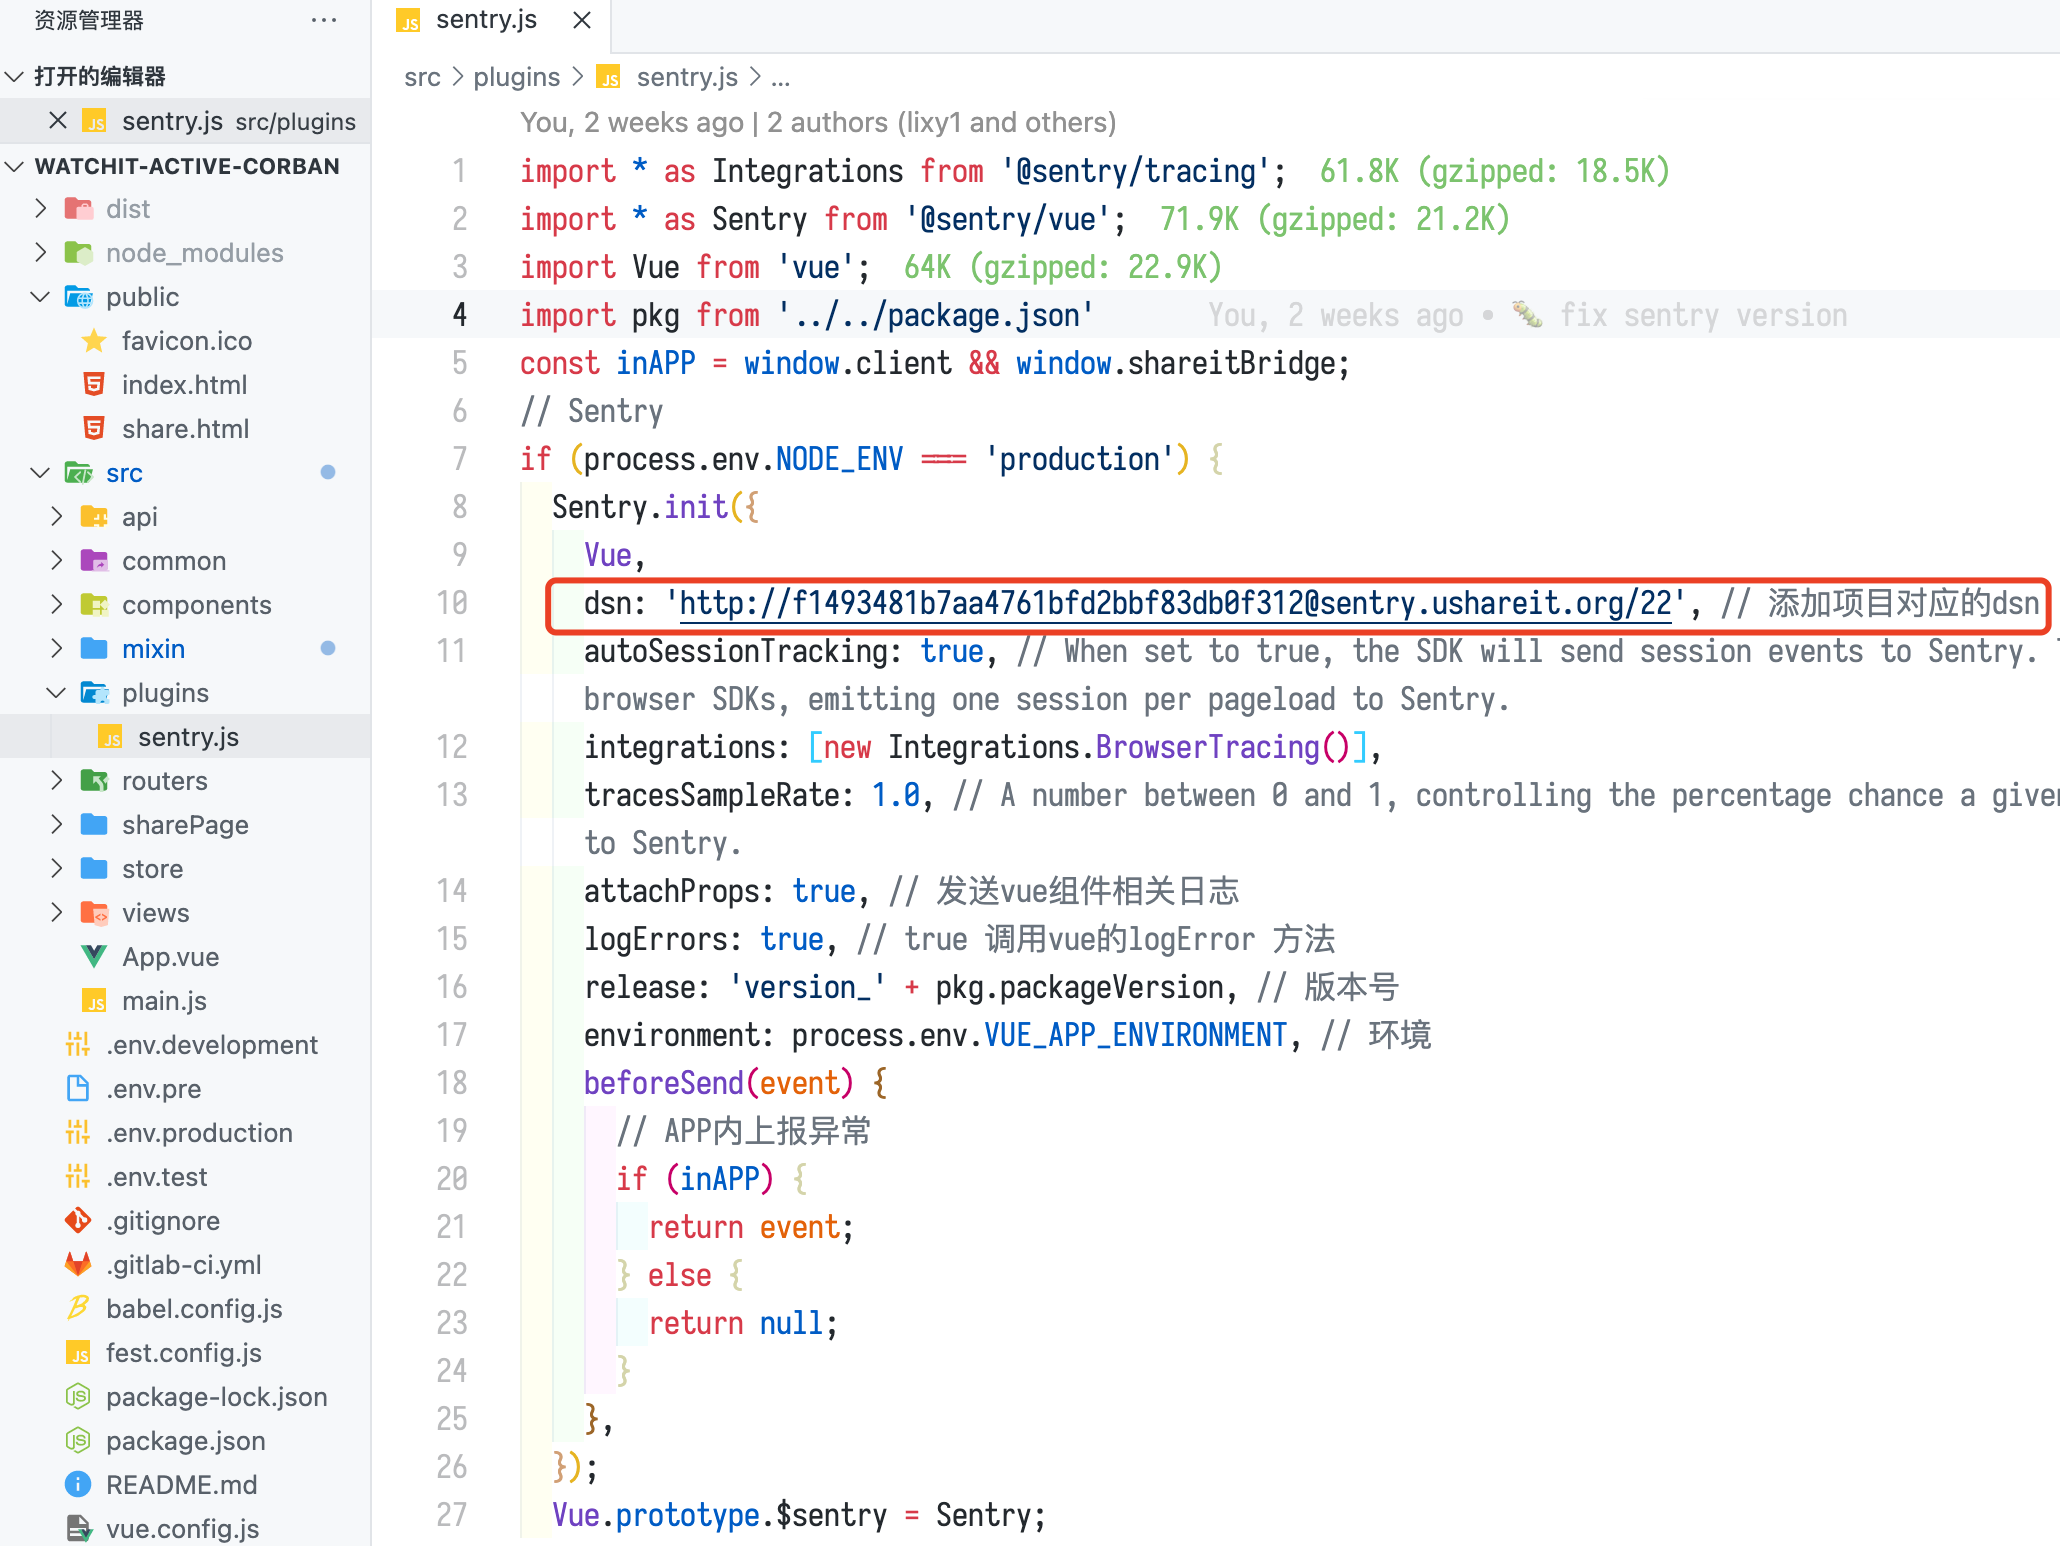 资源管理器
打开的编辑器
sentry.js src/plugins
WATCHIT-ACTIVE-CORBAN
dist
node_modules
public
favicon.ico
index.html
share.html
src
api
common
components
mixin
plugins
sentry.js
routers
sharePage
store
views
App.vue
main.js
.env.development
.env.pre
.env.production
.env.test
.gitignore
.gitlab-ci.yml
babel.config.js
fest.config.js
package-lock.json
package.json
README.md
vue.config.js
sentry.js
src > plugins > JS sentry.js > ...
You, 2 weeks ago | 2 authors (lixy1 and others)
1 import * as Integrations from '@sentry/tracing'; 61.8K (gzipped: 18.5K)
2 import * as Sentry from '@sentry/vue'; 71.9K (gzipped: 21.2K)
3 import Vue from 'vue'; 64K (gzipped: 22.9K)
4 import pkg from '../../package.json' You, 2 weeks ago • 🐛 fix sentry version
5 const inAPP = window.client && window.shareitBridge;
6 // Sentry
7 if (process.env.NODE_ENV === 'production') {
8 Sentry.init({
9 Vue,
10 dsn: 'http://f1493481b7aa4761bfd2bbf83db0f312@sentry.ushareit.org/22', // 添加项目对应的dsn
11 autoSessionTracking: true, // When set to true, the SDK will send session events to Sentry.
browser SDKs, emitting one session per pageload to Sentry.
12 integrations: [new Integrations.BrowserTracing()],
13 tracesSampleRate: 1.0, // A number between 0 and 1, controlling the percentage chance a given
to Sentry.
14 attachProps: true, // 发送vue组件相关日志
15 logErrors: true, // true 调用vue的logError 方法
16 release: 'version_' + pkg.packageVersion, // 版本号
17 environment: process.env.VUE_APP_ENVIRONMENT, // 环境
18 beforeSend(event) {
19 // APP内上报异常
20 if (inAPP) {
21 return event;
22 } else {
23 return null;
24 }
25 },
26 });
27 Vue.prototype.$sentry = Sentry;